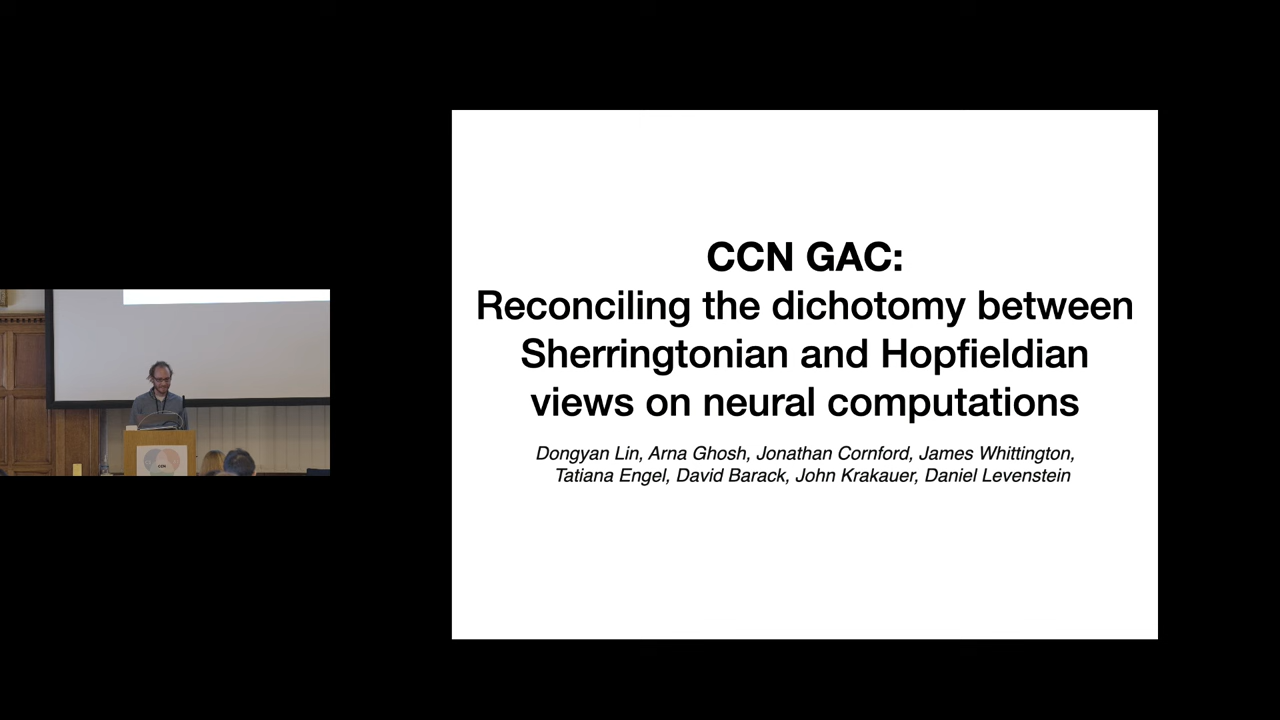 CCN GAC:
Reconciling the dichotomy between
Sherringtonian and Hopfieldian
views on neural computations
Dongyan Lin, Arna Ghosh, Jonathan Cornford, James Whittington,
Tatiana Engel, David Barack, John Krakauer, Daniel Levenstein
CCN